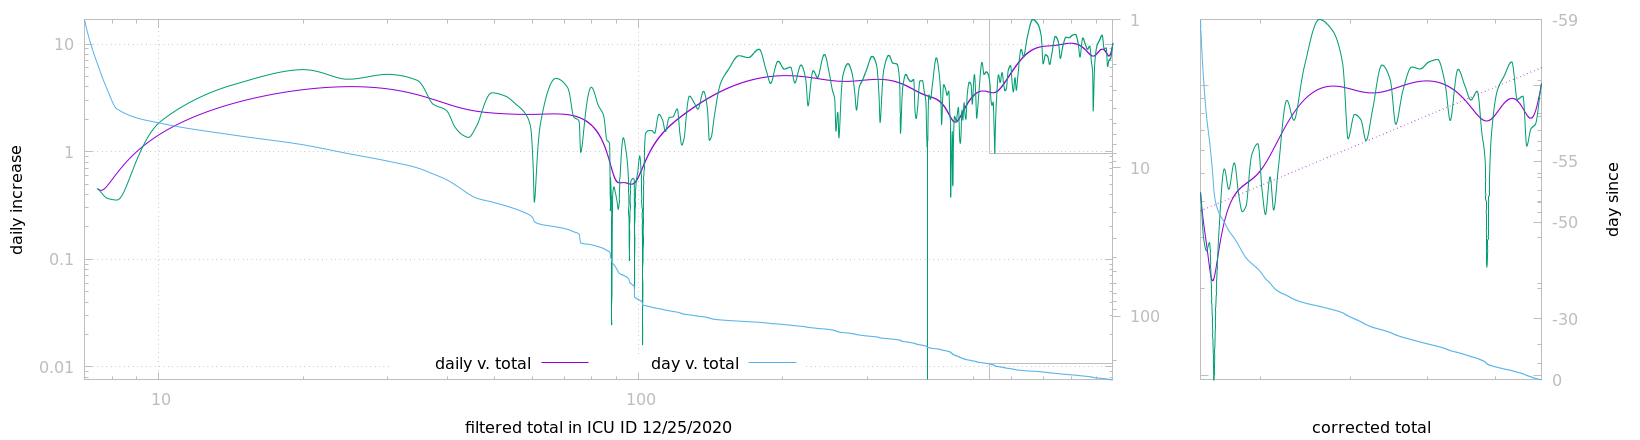 10
1
0.1
0.01
daily increase
10
100
filtered total in ICU ID 12/25/2020
daily v. total
day v. total
1
10
100
-59
-55
-50
-30
0
day since
corrected total